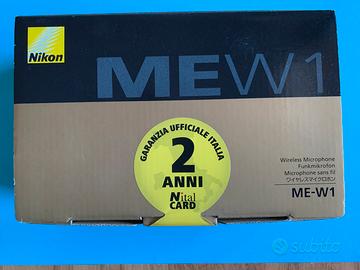 Nikon
MEW1
GARANZIA UFFICIALE ITALIA
2
ANNI
Nital
CARD
Wireless Microphone
Funkmikrofon
Microphone sans fil
ワイヤレスマイクロホン
ME-W1
subito